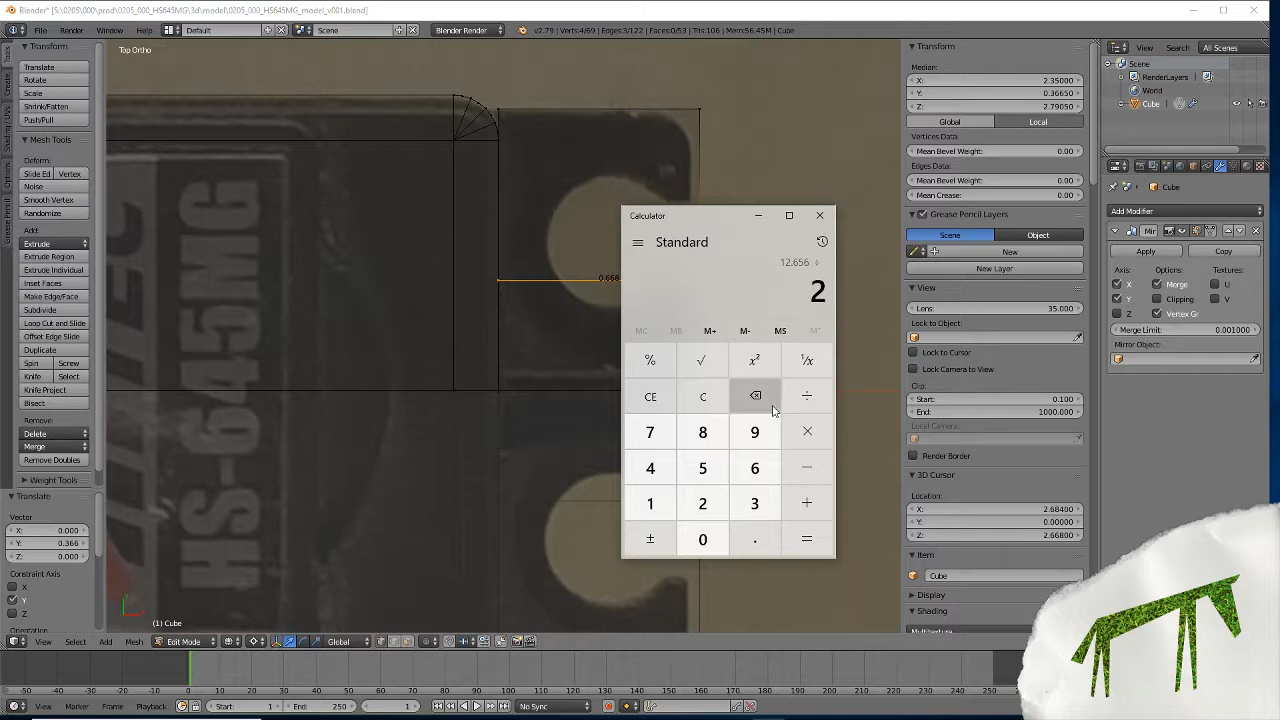 Blender* [S:\0205\000\prod\0205_000_HS645MG\3d\model\0205_000_HS645MG_model_v001.blend]
File Render Window Help Default Scene Blender Render v2.79 | Verts:4/69 | Edges:3/122 | Faces:0/53 | Tris:106 | Mem:56.45M | Cube View Search All Scenes
Transform
Translate
Rotate
Scale
Shrink/Fatten
Push/Pull
Mesh Tools
Deform:
Slide Ed Vertex
Noise
Smooth Vertex
Randomize
Add:
Extrude
Extrude Region
Extrude Individual
Inset Faces
Make Edge/Face
Subdivide
Loop Cut and Slide
Offset Edge Slide
Duplicate
Spin Screw
Knife Select
Knife Project
Bisect
Remove:
Delete
Merge
Remove Doubles
Weight Tools
Translate
Vector
X: 0.000
Y: 0.366
Z: 0.000
Constraint Axis
X
Y
Z
Orientation
Tools
Create
Shading / UVs
Options
Grease Pencil
Top Ortho
HS-645MG
0.668
(1) Cube
Calculator
Standard
12.656 ÷
2
MC MR M+ M- MS M˅
% √ x² ¹/x
CE C ÷
7 8 9 ×
4 5 6 −
1 2 3 +
± 0 . =
Transform
Median:
X: 2.35000
Y: 0.36650
Z: 2.79050
Global Local
Vertices Data:
Mean Bevel Weight: 0.00
Edges Data:
Mean Bevel Weight: 0.00
Mean Crease: 0.00
Grease Pencil Layers
Scene Object
New
New Layer
View
Lens: 35.000
Lock to Object:
Lock to Cursor
Lock Camera to View
Clip:
Start: 0.100
End: 1000.000
Local Camera:
Render Border
3D Cursor
Location:
X: 2.68400
Y: 0.00000
Z: 2.66800
Item
Cube
Display
Shading
Scene
RenderLayers
World
Cube
Cube
Add Modifier
Mir
Apply Copy
Axis: Options: Textures:
X Merge U
Y Clipping V
Z Vertex Gr
Merge Limit: 0.001000
Mirror Object:
View Select Add Mesh Edit Mode Global
-50 -40 -30 -20 -10 0 10 20 30 40 50 60 70 80 90 100 110 120 130 140 150 160 170 180 190 200 210 220 230 240 250 260
View Marker Frame Playback Start: 1 End: 250 1 No Sync